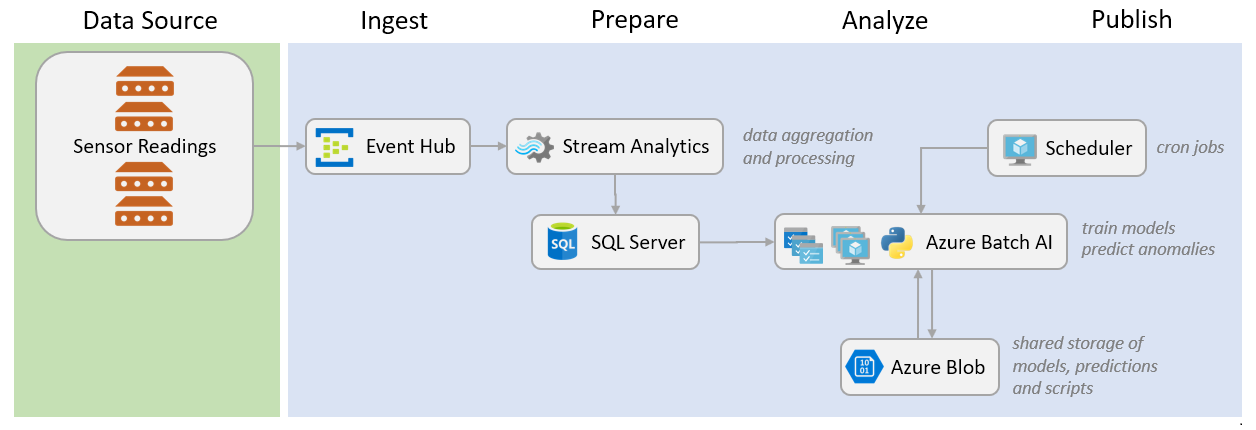 Data Source
Ingest
Prepare
Analyze
Publish
Sensor Readings
Event Hub
Stream Analytics
data aggregation
and processing
Scheduler
cron jobs
SQL
SQL Server
Azure Batch AI
train models
predict anomalies
10
01
Azure Blob
shared storage of
models, predictions
and scripts